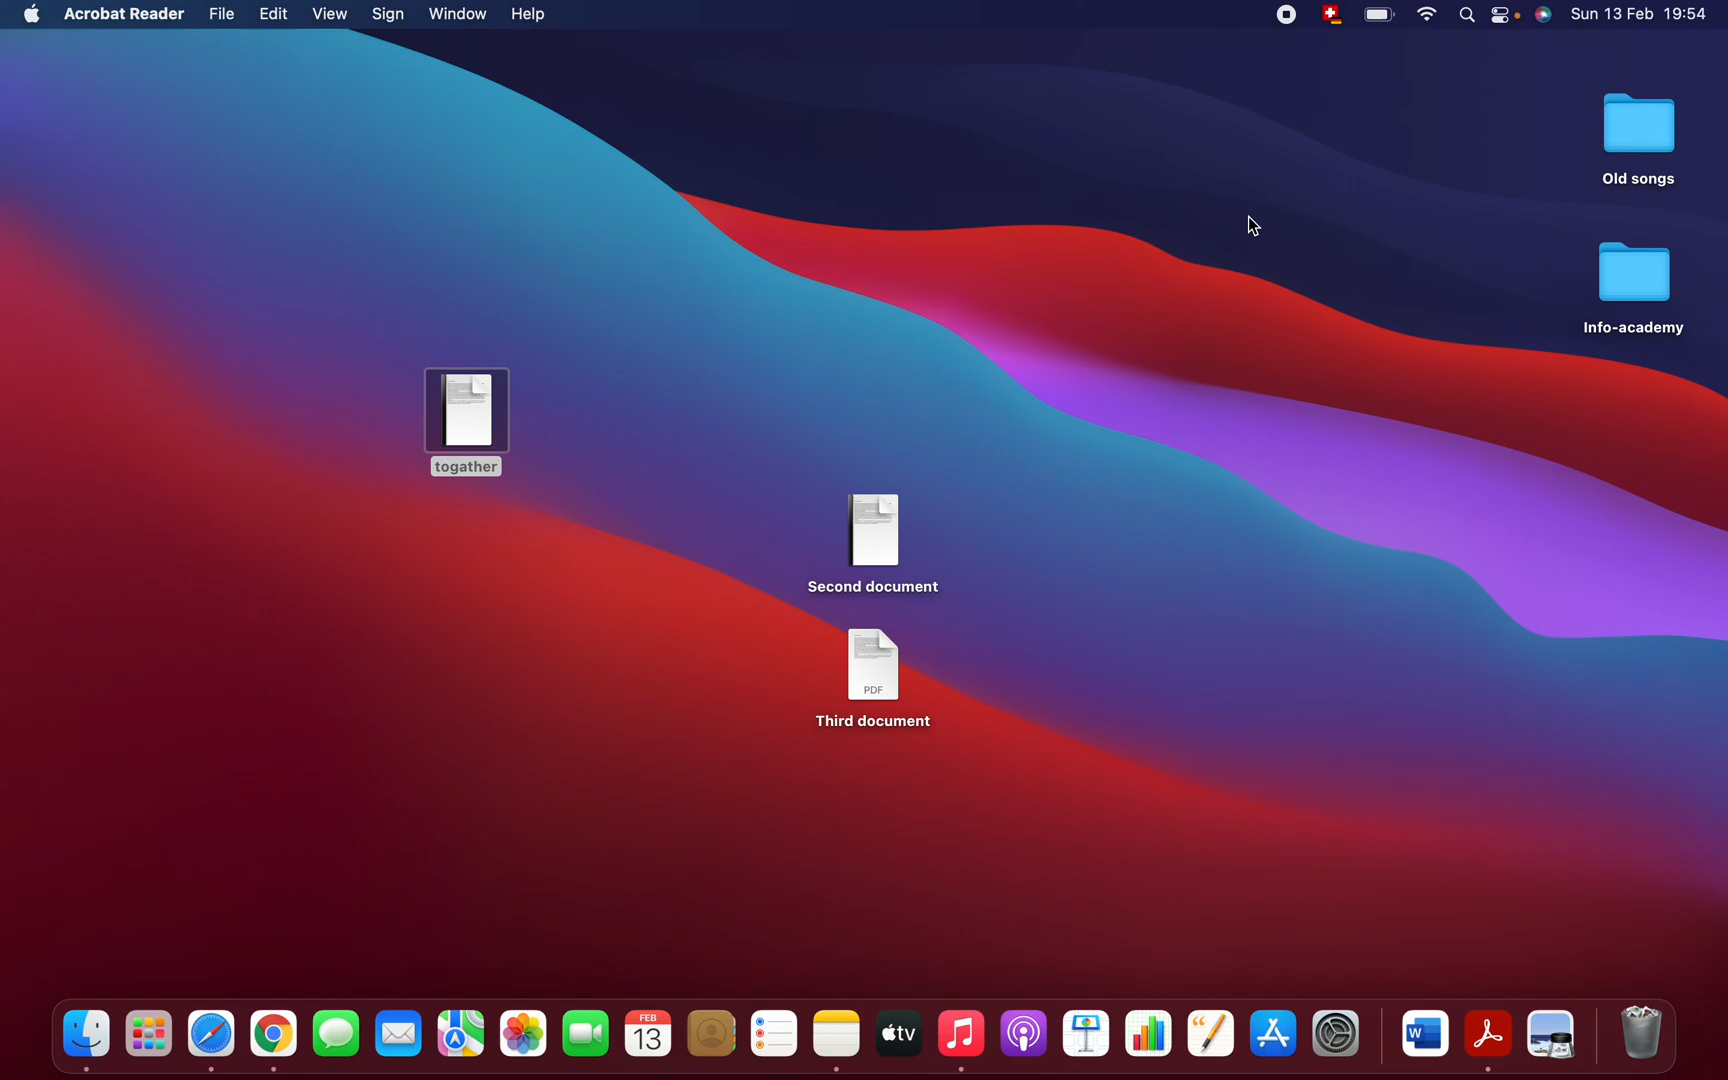 Acrobat Reader File Edit View Sign Window Help Sun 13 Feb 19:54
Old songs
Info-academy
togather
Second document
PDF
Third document
FEB
13
tv
W